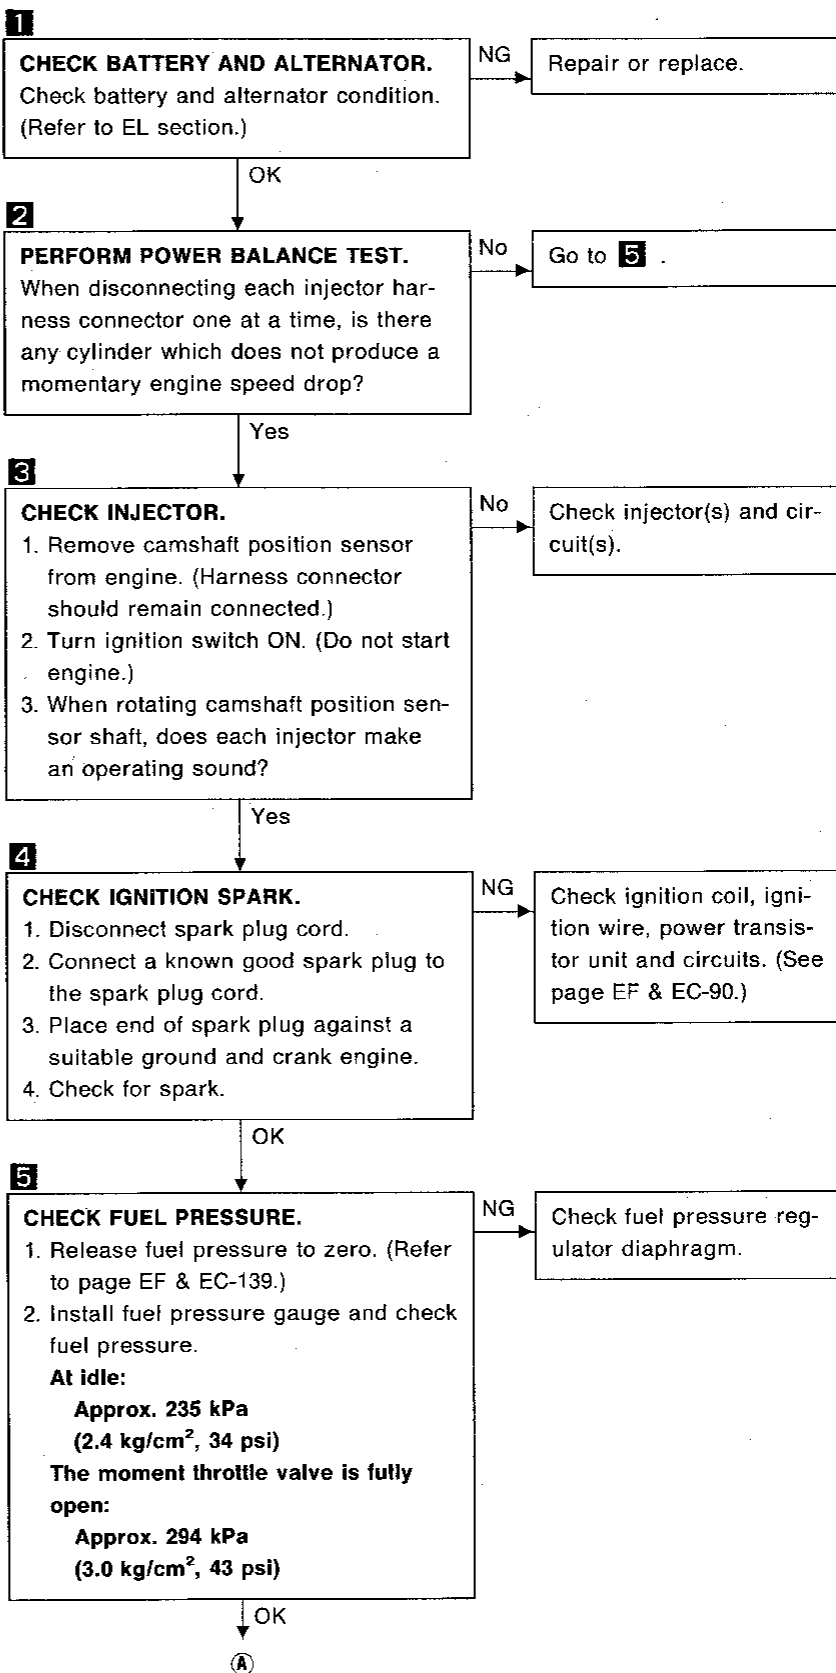 1
CHECK BATTERY AND ALTERNATOR.
Check battery and alternator condition.
(Refer to EL section.)
NG
Repair or replace.
OK
2
PERFORM POWER BALANCE TEST.
When disconnecting each injector har-
ness connector one at a time, is there
any cylinder which does not produce a
momentary engine speed drop?
No
Go to 5 .
Yes
3
CHECK INJECTOR.
1. Remove camshaft position sensor
from engine. (Harness connector
should remain connected.)
2. Turn ignition switch ON. (Do not start
engine.)
3. When rotating camshaft position sen-
sor shaft, does each injector make
an operating sound?
No
Check injector(s) and cir-
cuit(s).
Yes
4
CHECK IGNITION SPARK.
1. Disconnect spark plug cord.
2. Connect a known good spark plug to
the spark plug cord.
3. Place end of spark plug against a
suitable ground and crank engine.
4. Check for spark.
NG
Check ignition coil, igni-
tion wire, power transis-
tor unit and circuits. (See
page EF & EC-90.)
OK
5
CHECK FUEL PRESSURE.
1. Release fuel pressure to zero. (Refer
to page EF & EC-139.)
2. Install fuel pressure gauge and check
fuel pressure.
At idle:
Approx. 235 kPa
(2.4 kg/cm², 34 psi)
The moment throttle valve is fully
open:
Approx. 294 kPa
(3.0 kg/cm², 43 psi)
NG
Check fuel pressure reg-
ulator diaphragm.
OK
Ⓐ